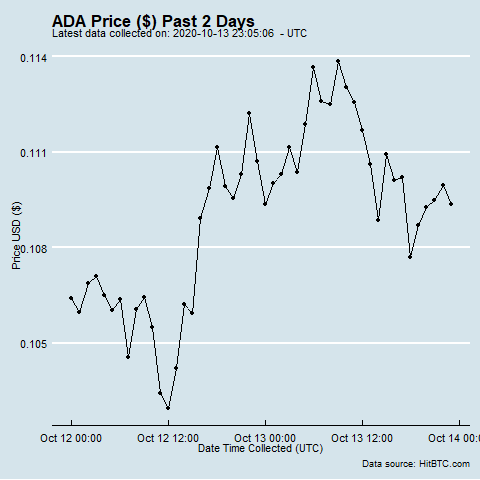 ADA Price ($) Past 2 Days
Latest data collected on: 2020-10-13 23:05:06  - UTC
0.114
0.111
0.108
0.105
Price USD ($)
Oct 12 00:00 Oct 12 12:00 Oct 13 00:00 Oct 13 12:00 Oct 14 00:00
Date Time Collected (UTC)
Data source: HitBTC.com